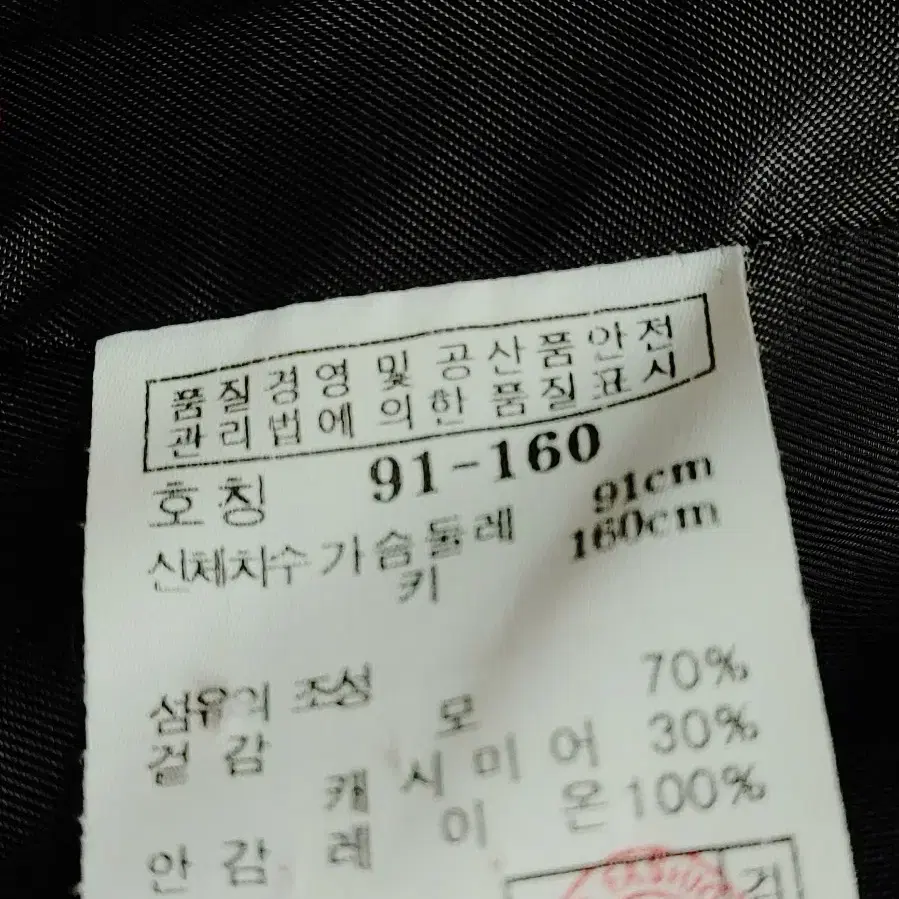 품질경영 및 공산품안전
관리법에 의한 품질표시
호칭 91-160
신체치수 가슴둘레 91cm
키 160cm
섬유의 조성
겉감 모 70%
캐시미어 30%
안감 레이온 100%
검